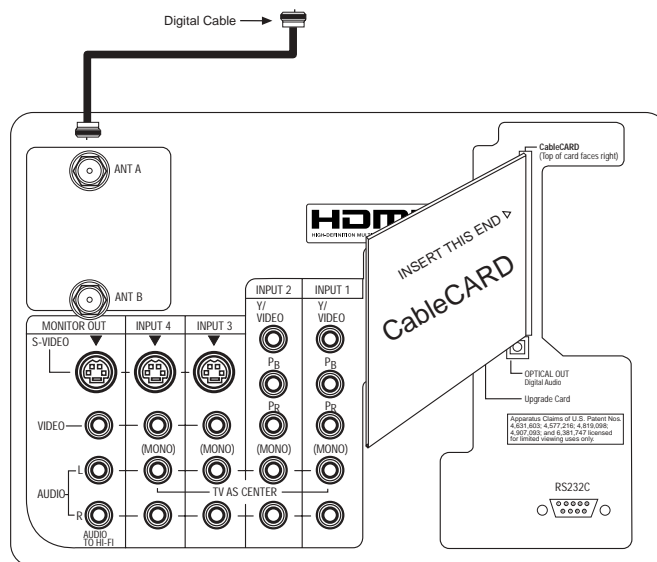 Digital Cable
CableCARD
(Top of card faces right)
ANT A
INSERT THIS END
CableCARD
HIGH-DEFINITION
ANT B
INPUT 2
INPUT 1
MONITOR OUT
INPUT 4
INPUT 3
Y/
VIDEO
Y/
VIDEO
S-VIDEO
PB
PB
OPTICAL OUT
Digital Audio
Upgrade Card
PR
PR
VIDEO
Apparatus Claims of U.S. Patent Nos.
4,631,603; 4,577,216; 4,819,098;
4,907,093; and 6,381,747 licensed
for limited viewing uses only.
(MONO)
(MONO)
(MONO)
(MONO)
L
AUDIO
TV AS CENTER
R
AUDIO
TO HI-FI
RS232C